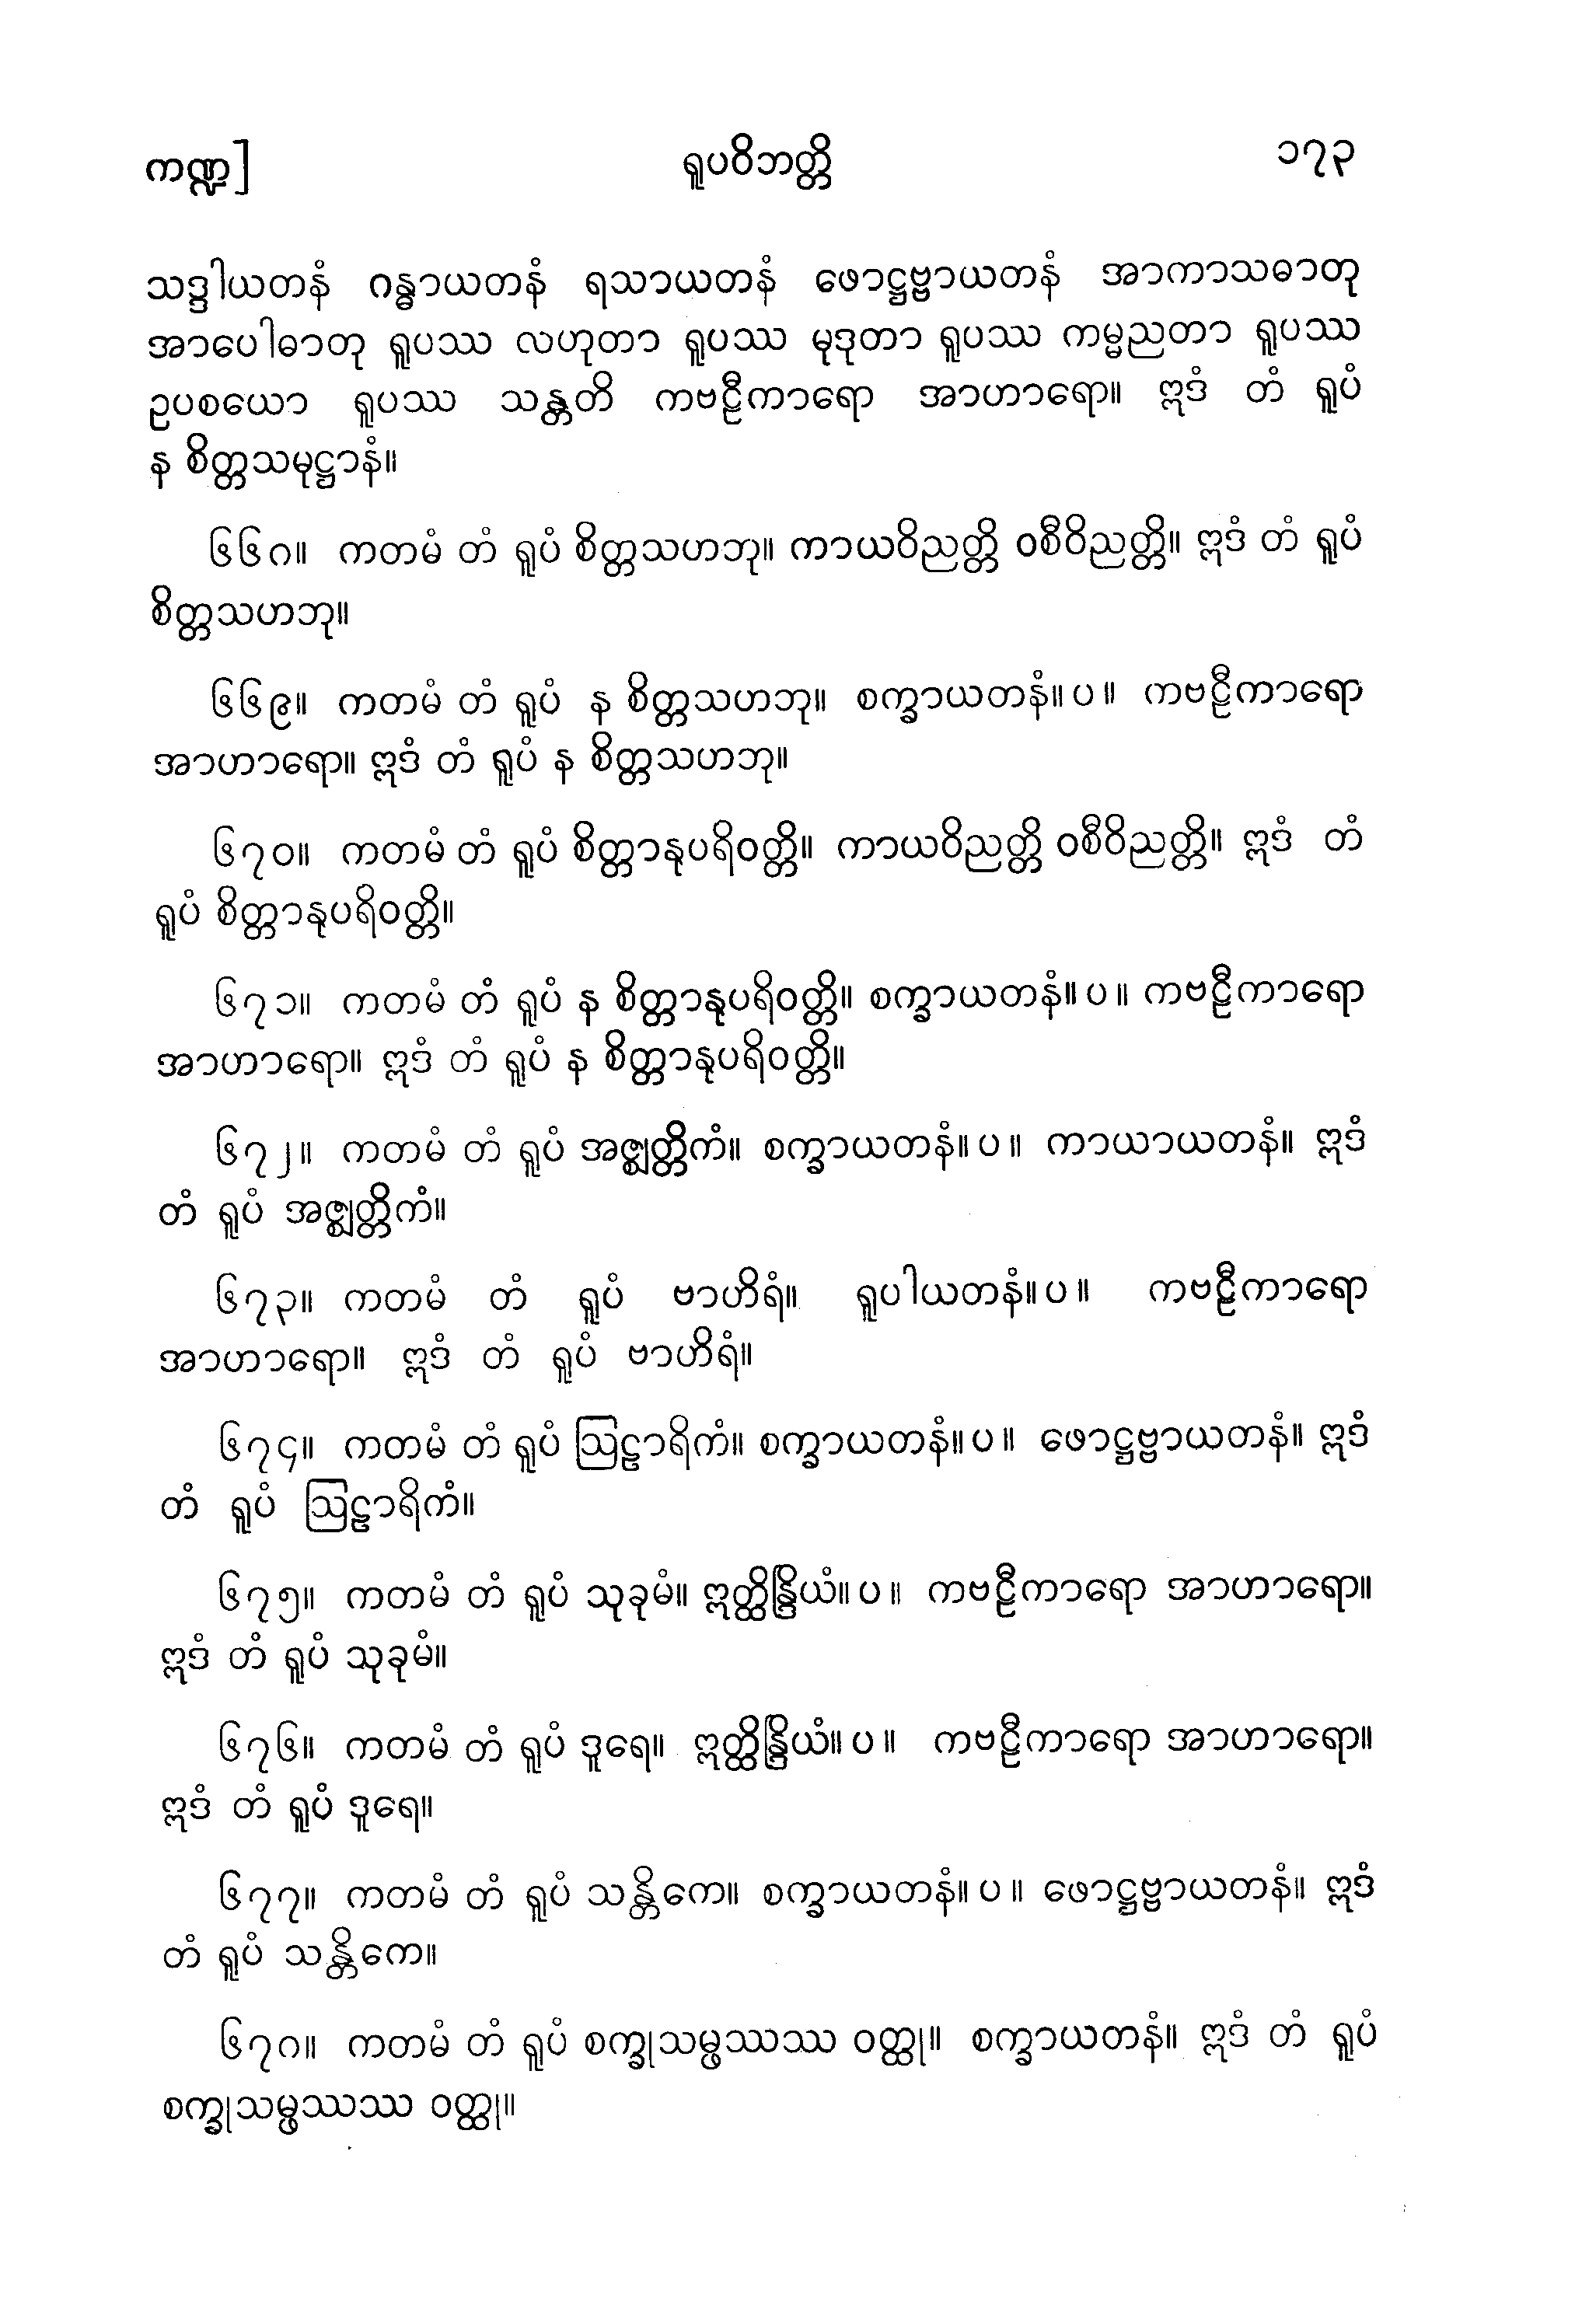 ကဏ္ဍ] ရူပဝိဘတ္တိ ၁၇၃
သဒ္ဒါယတနံ ဂန္ဓာယတနံ ရသာယတနံ ဖောဋ္ဌဗ္ဗာယတနံ အာကာသဓာတု
အာပေါဓာတု ရူပဿ လဟုတာ ရူပဿ မုဒုတာ ရူပဿ ကမ္မညတာ ရူပဿ
ဥပစယော ရူပဿ သန္တတိ ကဗဠီကာရော အာဟာရော။ ဣဒံ တံ ရူပံ
န စိတ္တသမုဋ္ဌာနံ။
၆၆ဂ။ ကတမံ တံ ရူပံ စိတ္တသဟဘု။ ကာယဝိညတ္တိ ဝစီဝိညတ္တိ။ ဣဒံ တံ ရူပံ
စိတ္တသဟဘု။
၆၆၉။ ကတမံ တံ ရူပံ န စိတ္တသဟဘု။ စက္ခာယတနံ။ပ။ ကဗဠီကာရော
အာဟာရော။ ဣဒံ တံ ရူပံ န စိတ္တသဟဘု။
၆၇၀။ ကတမံ တံ ရူပံ စိတ္တာနုပရိဝတ္တိ။ ကာယဝိညတ္တိ ဝစီဝိညတ္တိ။ ဣဒံ တံ
ရူပံ စိတ္တာနုပရိဝတ္တိ။
၆၇၁။ ကတမံ တံ ရူပံ န စိတ္တာနုပရိဝတ္တိ။ စက္ခာယတနံ။ပ။ ကဗဠီကာရော
အာဟာရော။ ဣဒံ တံ ရူပံ န စိတ္တာနုပရိဝတ္တိ။
၆၇၂။ ကတမံ တံ ရူပံ အဇ္ဈတ္တိကံ။ စက္ခာယတနံ။ပ။ ကာယာယတနံ။ ဣဒံ
တံ ရူပံ အဇ္ဈတ္တိကံ။
၆၇၃။ ကတမံ တံ ရူပံ ဗာဟိရံ။ ရူပါယတနံ။ပ။ ကဗဠီကာရော
အာဟာရော။ ဣဒံ တံ ရူပံ ဗာဟိရံ။
၆၇၄။ ကတမံ တံ ရူပံ ဩဠာရိကံ။ စက္ခာယတနံ။ပ။ ဖောဋ္ဌဗ္ဗာယတနံ။ ဣဒံ
တံ ရူပံ ဩဠာရိကံ။
၆၇၅။ ကတမံ တံ ရူပံ သုခုမံ။ ဣတ္ထိန္ဒြိယံ။ပ။ ကဗဠီကာရော အာဟာရော။
ဣဒံ တံ ရူပံ သုခုမံ။
၆၇၆။ ကတမံ တံ ရူပံ ဒူရေ။ ဣတ္ထိန္ဒြိယံ။ပ။ ကဗဠီကာရော အာဟာရော။
ဣဒံ တံ ရူပံ ဒူရေ။
၆၇၇။ ကတမံ တံ ရူပံ သန္တိကေ။ စက္ခာယတနံ။ပ။ ဖောဋ္ဌဗ္ဗာယတနံ။ ဣဒံ
တံ ရူပံ သန္တိကေ။
၆၇ဂ။ ကတမံ တံ ရူပံ စက္ခုသမ္ဖဿဿ ဝတ္ထု။ စက္ခာယတနံ။ ဣဒံ တံ ရူပံ
စက္ခုသမ္ဖဿဿ ဝတ္ထု။